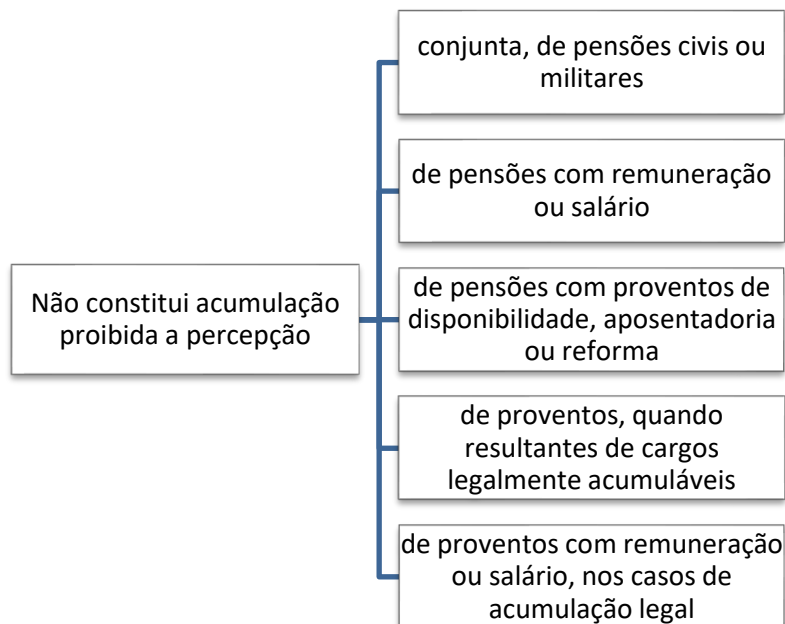 Não constitui acumulação
proibida a percepção
conjunta, de pensões civis ou
militares
de pensões com remuneração
ou salário
de pensões com proventos de
disponibilidade, aposentadoria
ou reforma
de proventos, quando
resultantes de cargos
legalmente acumuláveis
de proventos com remuneração
ou salário, nos casos de
acumulação legal